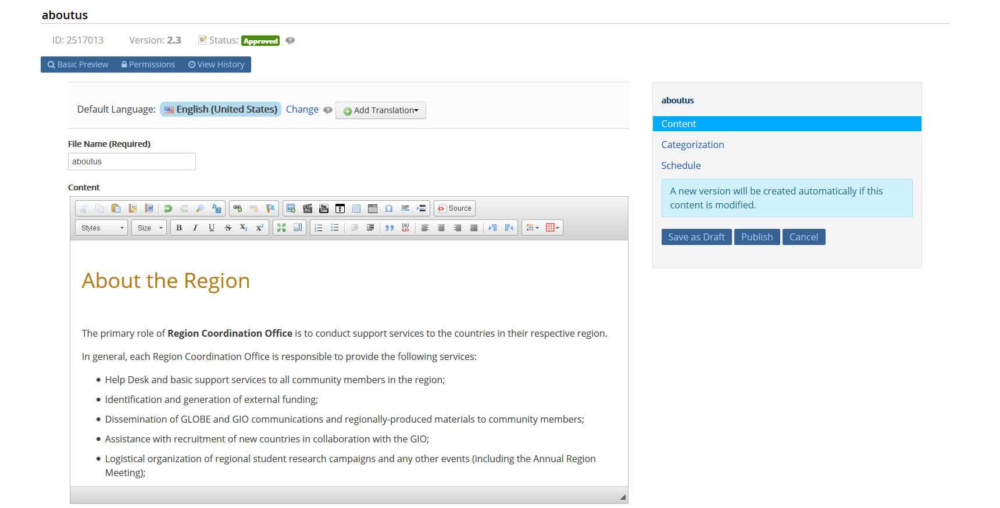 aboutus
ID: 2517013 Version: 2.3 Status: Approved
Basic Preview Permissions View History
Default Language: English (United States) Change Add Translation
File Name (Required)
aboutus
Content
Source
Styles Size B I U S X2 X2 DIV
About the Region
The primary role of Region Coordination Office is to conduct support services to the countries in their respective region.
In general, each Region Coordination Office is responsible to provide the following services:
• Help Desk and basic support services to all community members in the region;
• Identification and generation of external funding;
• Dissemination of GLOBE and GIO communications and regionally-produced materials to community members;
• Assistance with recruitment of new countries in collaboration with the GIO;
• Logistical organization of regional student research campaigns and any other events (including the Annual Region
Meeting);
aboutus
Content
Categorization
Schedule
A new version will be created automatically if this
content is modified.
Save as Draft Publish Cancel